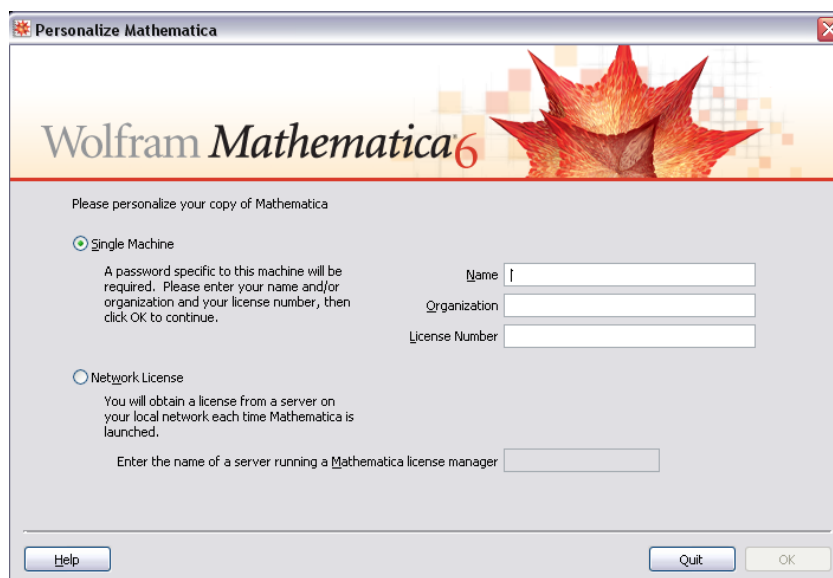 Personalize Mathematica
Wolfram Mathematica 6
Please personalize your copy of Mathematica
Single Machine
A password specific to this machine will be
required. Please enter your name and/or
organization and your license number, then
click OK to continue.
Name
Organization
License Number
Network License
You will obtain a license from a server on
your local network each time Mathematica is
launched.
Enter the name of a server running a Mathematica license manager
Help
Quit
OK